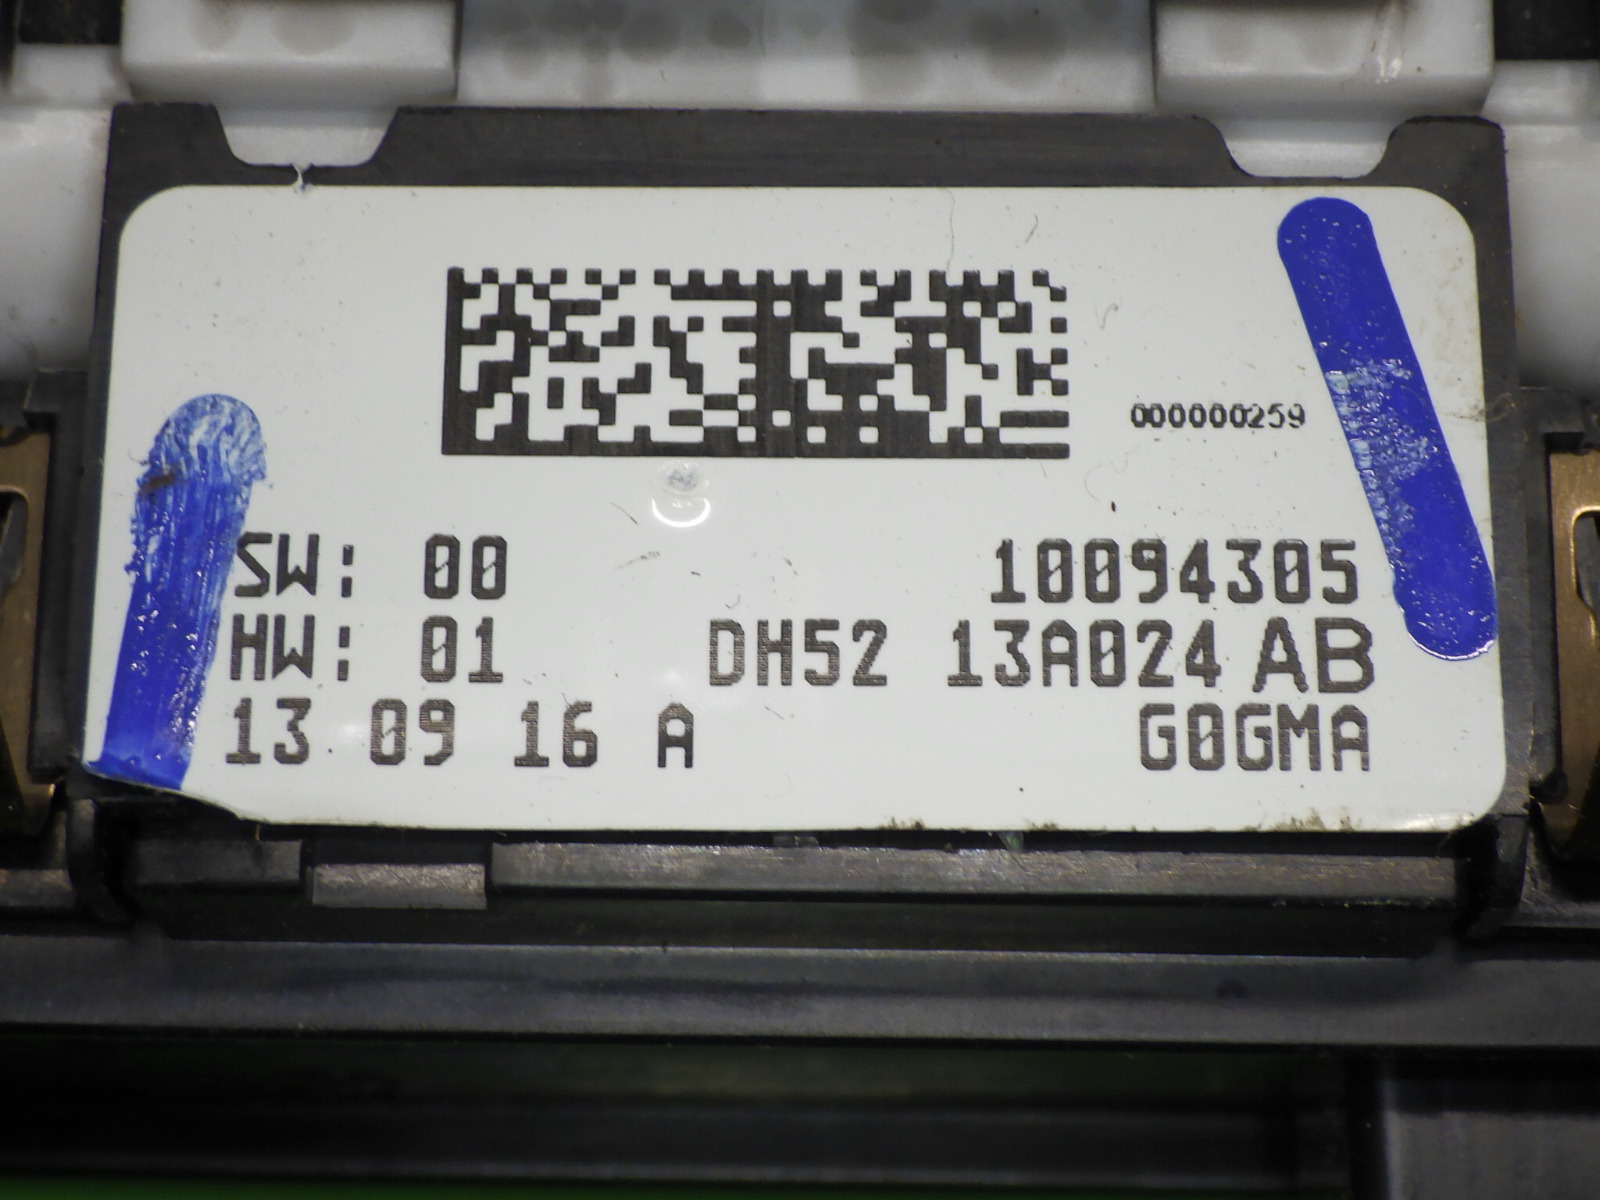 000000259
SW: 00 10094305
HW: 01 DH52 13A024 AB
13 09 16 A G0GMA